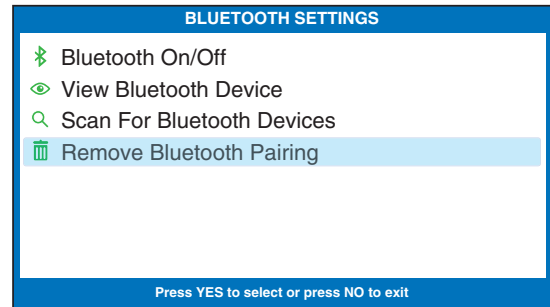 BLUETOOTH SETTINGS
Bluetooth On/Off
View Bluetooth Device
Scan For Bluetooth Devices
Remove Bluetooth Pairing
Press YES to select or press NO to exit